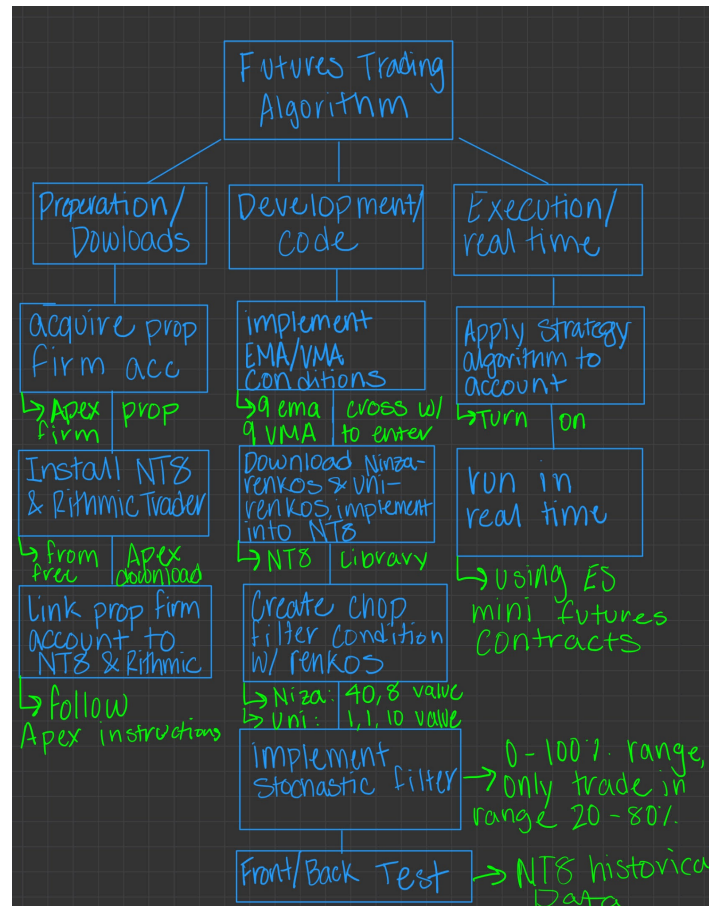 Futures Trading
Algorithm
Preperation/
Dowloads
acquire prop
firm acc
↳ Apex prop
firm
Install NT8
& Rithmic Trader
↳ from Apex
free download
Link prop firm
account to
NT8 & Rithmic
↳ follow
Apex instructions
Development/
code
implement
EMA/VMA
Conditions
↳ 9 ema cross w/
9 VMA to enter
Download Ninza-
renkos & uni-
renkos, implement
into NT8
↳ NT8 Library
Create chop
filter condition
w/ renkos
↳ Niza: 40, 8 value
↳ Uni: 1, 1, 10 value
implement
stochastic filter
→ 0-100% range,
only trade in
range 20-80%.
Front/Back Test
→ NT8 historica
Data
Execution/
real time
Apply strategy
algorithm to
account
↳ Turn on
run in
real time
↳ using ES
mini futures
contracts